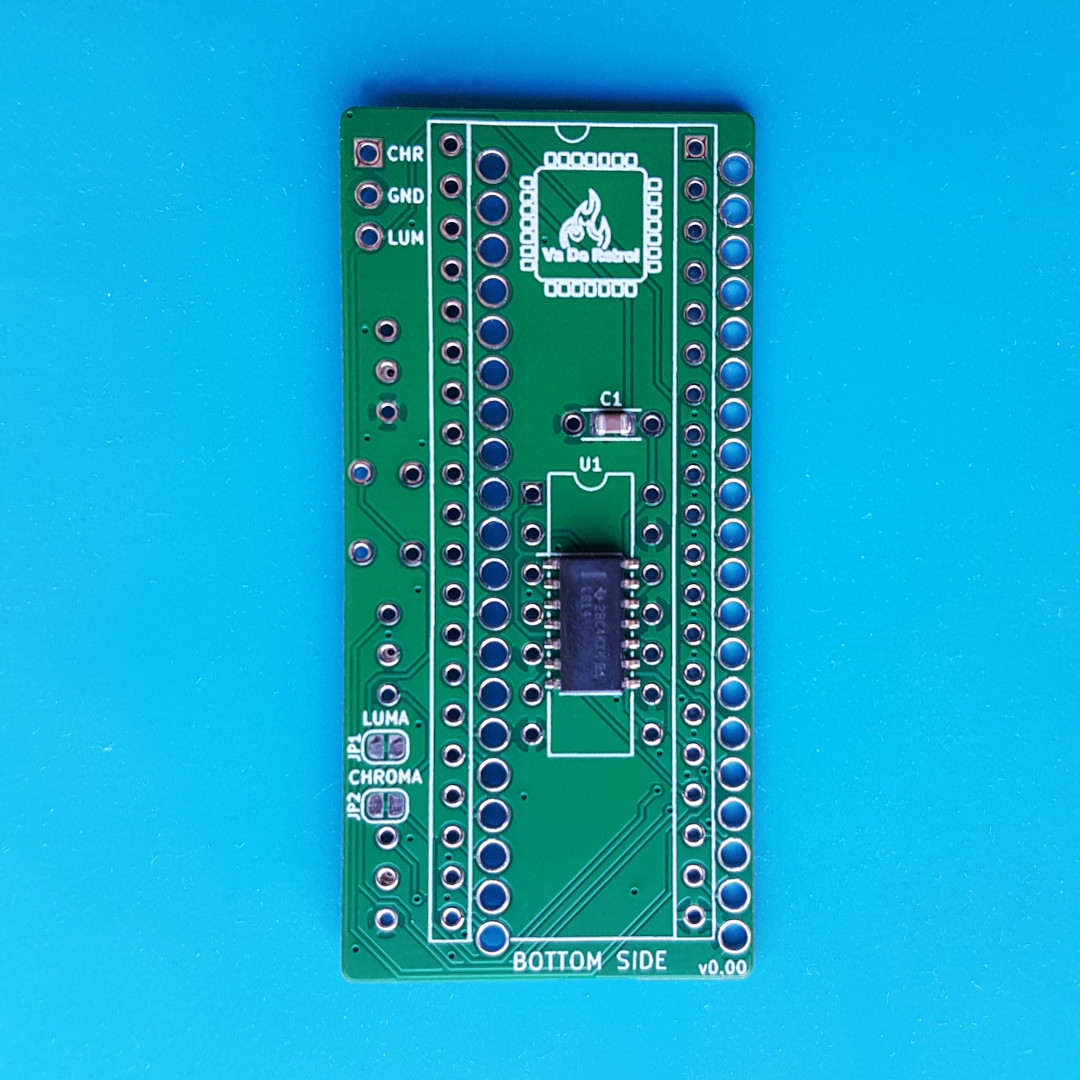 CHR
GND
LUM
Va De Retro!
C1
U1
LUMA
JP1
CHROMA
JP2
BOTTOM SIDE
v0.00